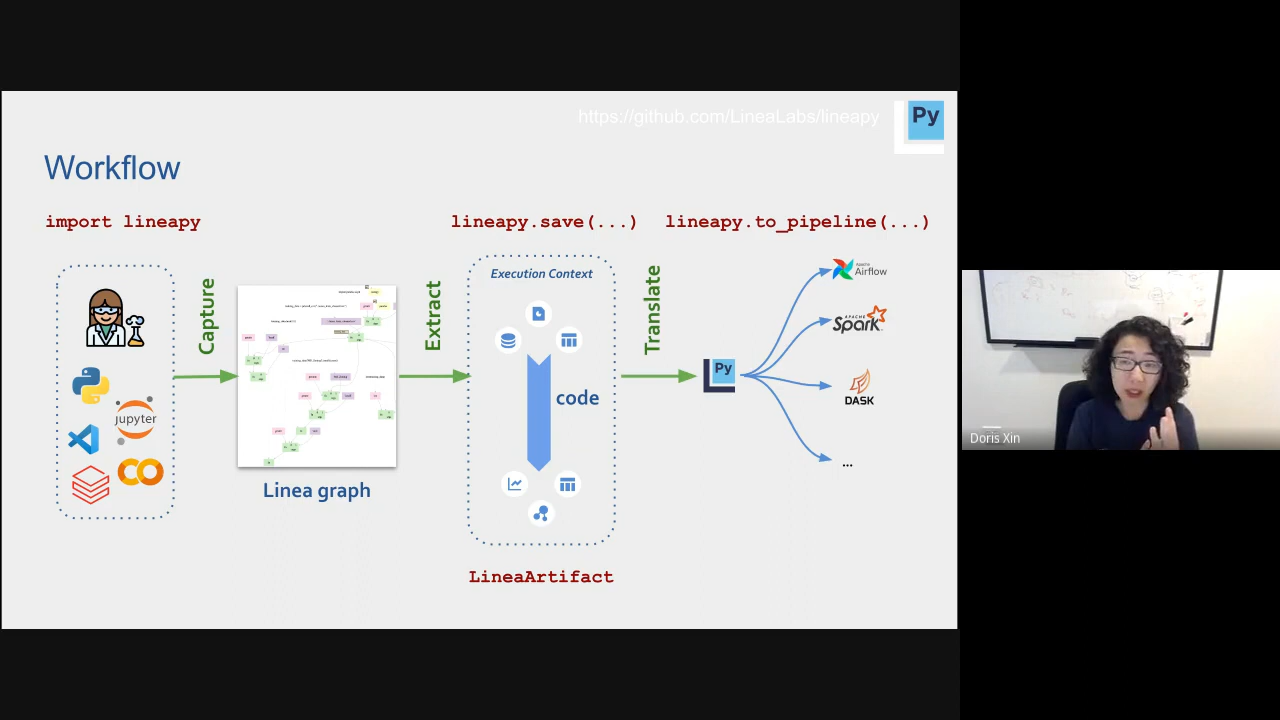 https://github.com/LineaLabs/lineapy
Py
Workflow
import lineapy
lineapy.save(...)
lineapy.to_pipeline(...)
Capture
Extract
Execution Context
Translate
Apache
Airflow
APACHE
Spark
jupyter
Py
code
DASK
...
Linea graph
LineaArtifact
Doris Xin